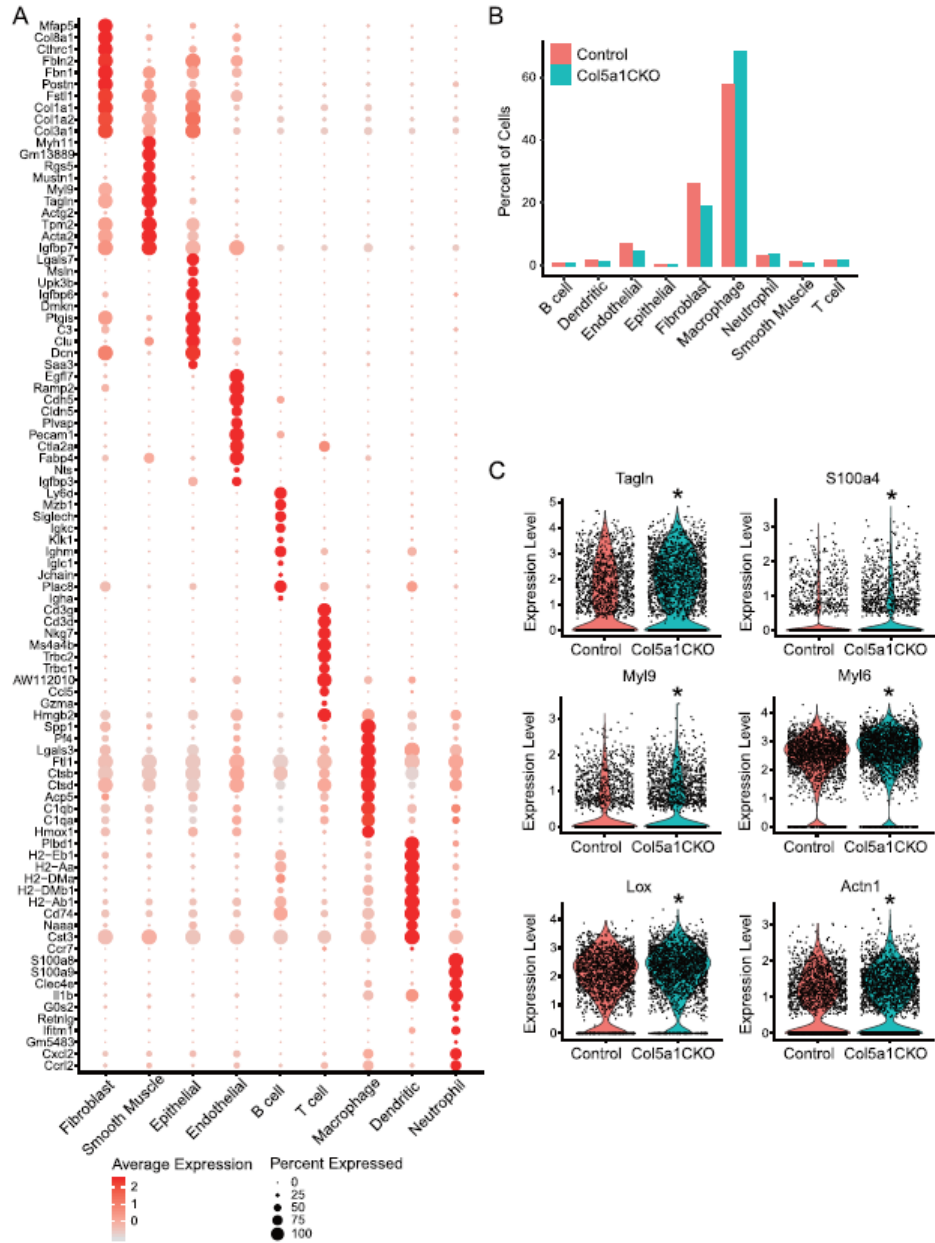 A
Mfap5
Col8a1
Cthrc1
Fbln2
Fbn1
Postn
Fstl1
Col1a1
Col1a2
Col3a1
Myh11
Gm13889
Rgs5
Mustn1
Myl9
Tagln
Actg2
Tpm2
Acta2
Igfbp7
Lgals7
Msln
Upk3b
Igfbp6
Dmkn
Ptgis
C3
Clu
Dcn
Saa3
Egfl7
Ramp2
Cdh5
Cldn5
Plvap
Pecam1
Ctla2a
Fabp4
Nts
Igfbp3
Ly6d
Mzb1
Siglech
Igkc
Klk1
Ighm
Iglc1
Jchain
Plac8
Igha
Cd3g
Cd3d
Nkg7
Ms4a4b
Trbc2
Trbc1
AW112010
Ccl5
Gzma
Hmgb2
Spp1
Pf4
Lgals3
Ftl1
Ctsb
Ctsd
Acp5
C1qb
C1qa
Hmox1
Plbd1
H2-Eb1
H2-Aa
H2-DMa
H2-DMb1
H2-Ab1
Cd74
Naaa
Cst3
Ccr7
S100a8
S100a9
Clec4e
Il1b
G0s2
Retnlg
Ifitm1
Gm5483
Cxcl2
Ccrl2
Fibroblast
Smooth Muscle
Epithelial
Endothelial
B cell
T cell
Macrophage
Dendritic
Neutrophil
Average Expression
2
1
0
Percent Expressed
0
25
50
75
100
B
Control
Col5a1CKO
Percent of Cells
60
40
20
0
B cell
Dendritic
Endothelial
Epithelial
Fibroblast
Macrophage
Neutrophil
Smooth Muscle
T cell
C
Tagln
*
Expression Level
5
4
3
2
1
0
Control Col5a1CKO
S100a4
*
Expression Level
3
2
1
0
Control Col5a1CKO
Myl9
*
Expression Level
3
2
1
0
Control Col5a1CKO
Myl6
*
Expression Level
4
3
2
1
0
Control Col5a1CKO
Lox
*
Expression Level
4
3
2
1
0
Control Col5a1CKO
Actn1
*
Expression Level
3
2
1
0
Control Col5a1CKO